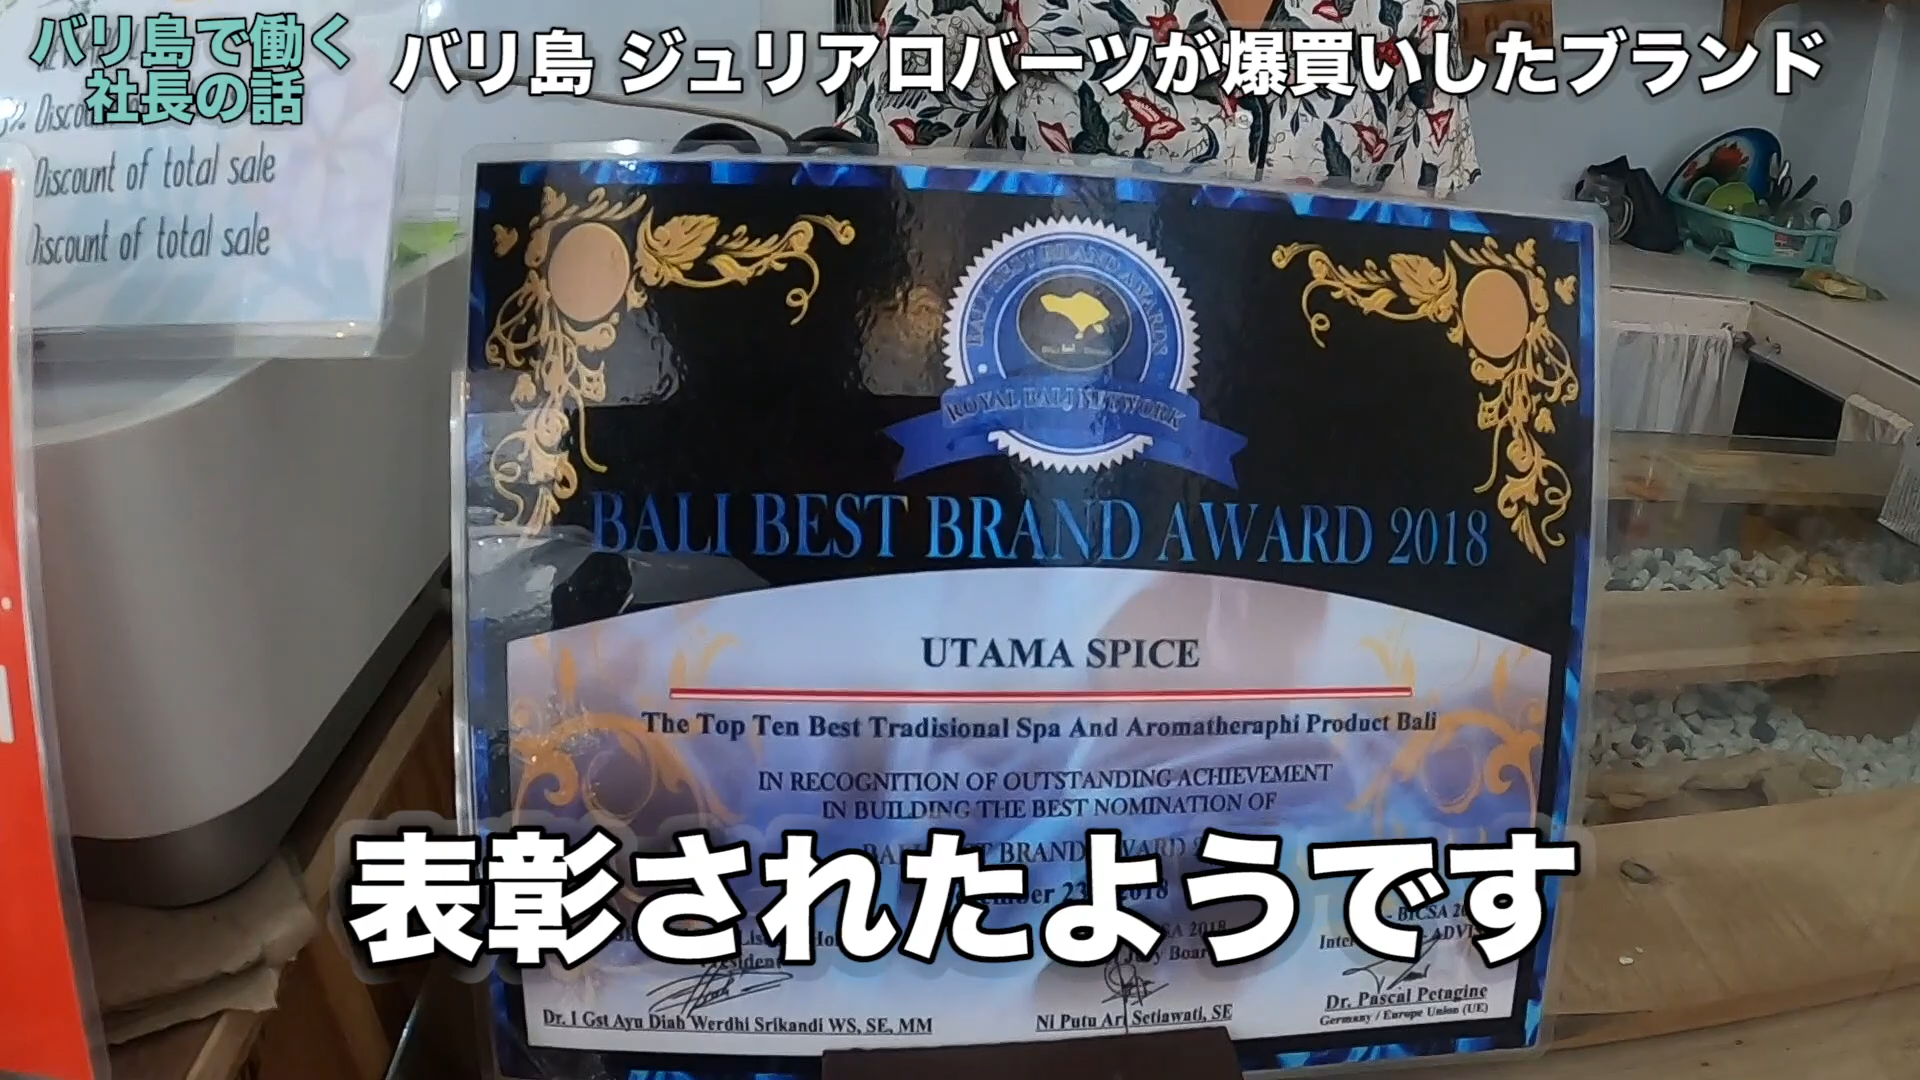 バリ島で働く
社長の話
バリ島 ジュリアロバーツが爆買いしたブランド
Discount of total sale
Discount of total sale
BALI BEST BRAND AWARDS
ROYAL BALI NETWORK
BALI BEST BRAND AWARD 2018
UTAMA SPICE
The Top Ten Best Tradisional Spa And Aromatheraphi Product Bali
IN RECOGNITION OF OUTSTANDING ACHIEVEMENT
IN BUILDING THE BEST NOMINATION OF
表彰されたようです
President
Dr. I Gst Ayu Diah Werdhi Srikandi WS, SE, MM
Ni Putu Ari Setiawati, SE
Dr. Pascal Petagine
Germany / Europe Union (UE)